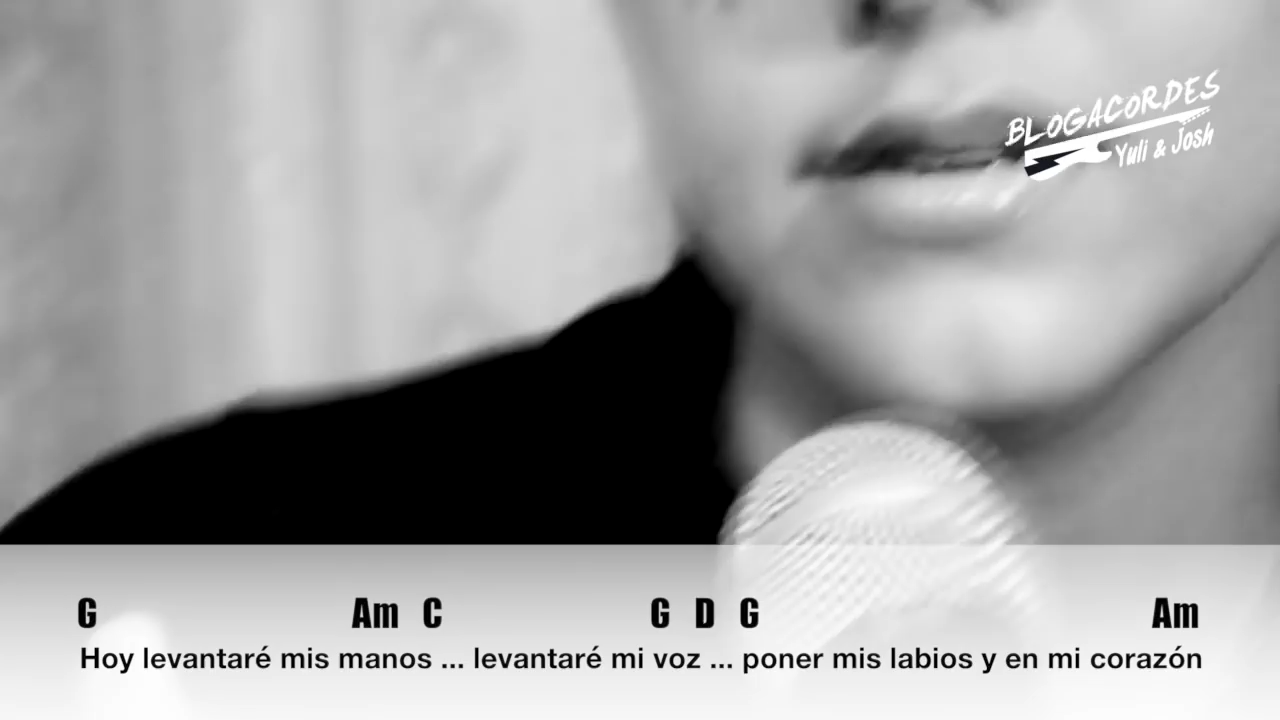 BLOGACORDES
Yuli & Josh
G Am C G D G Am
Hoy levantaré mis manos ... levantaré mi voz ... poner mis labios y en mi corazón